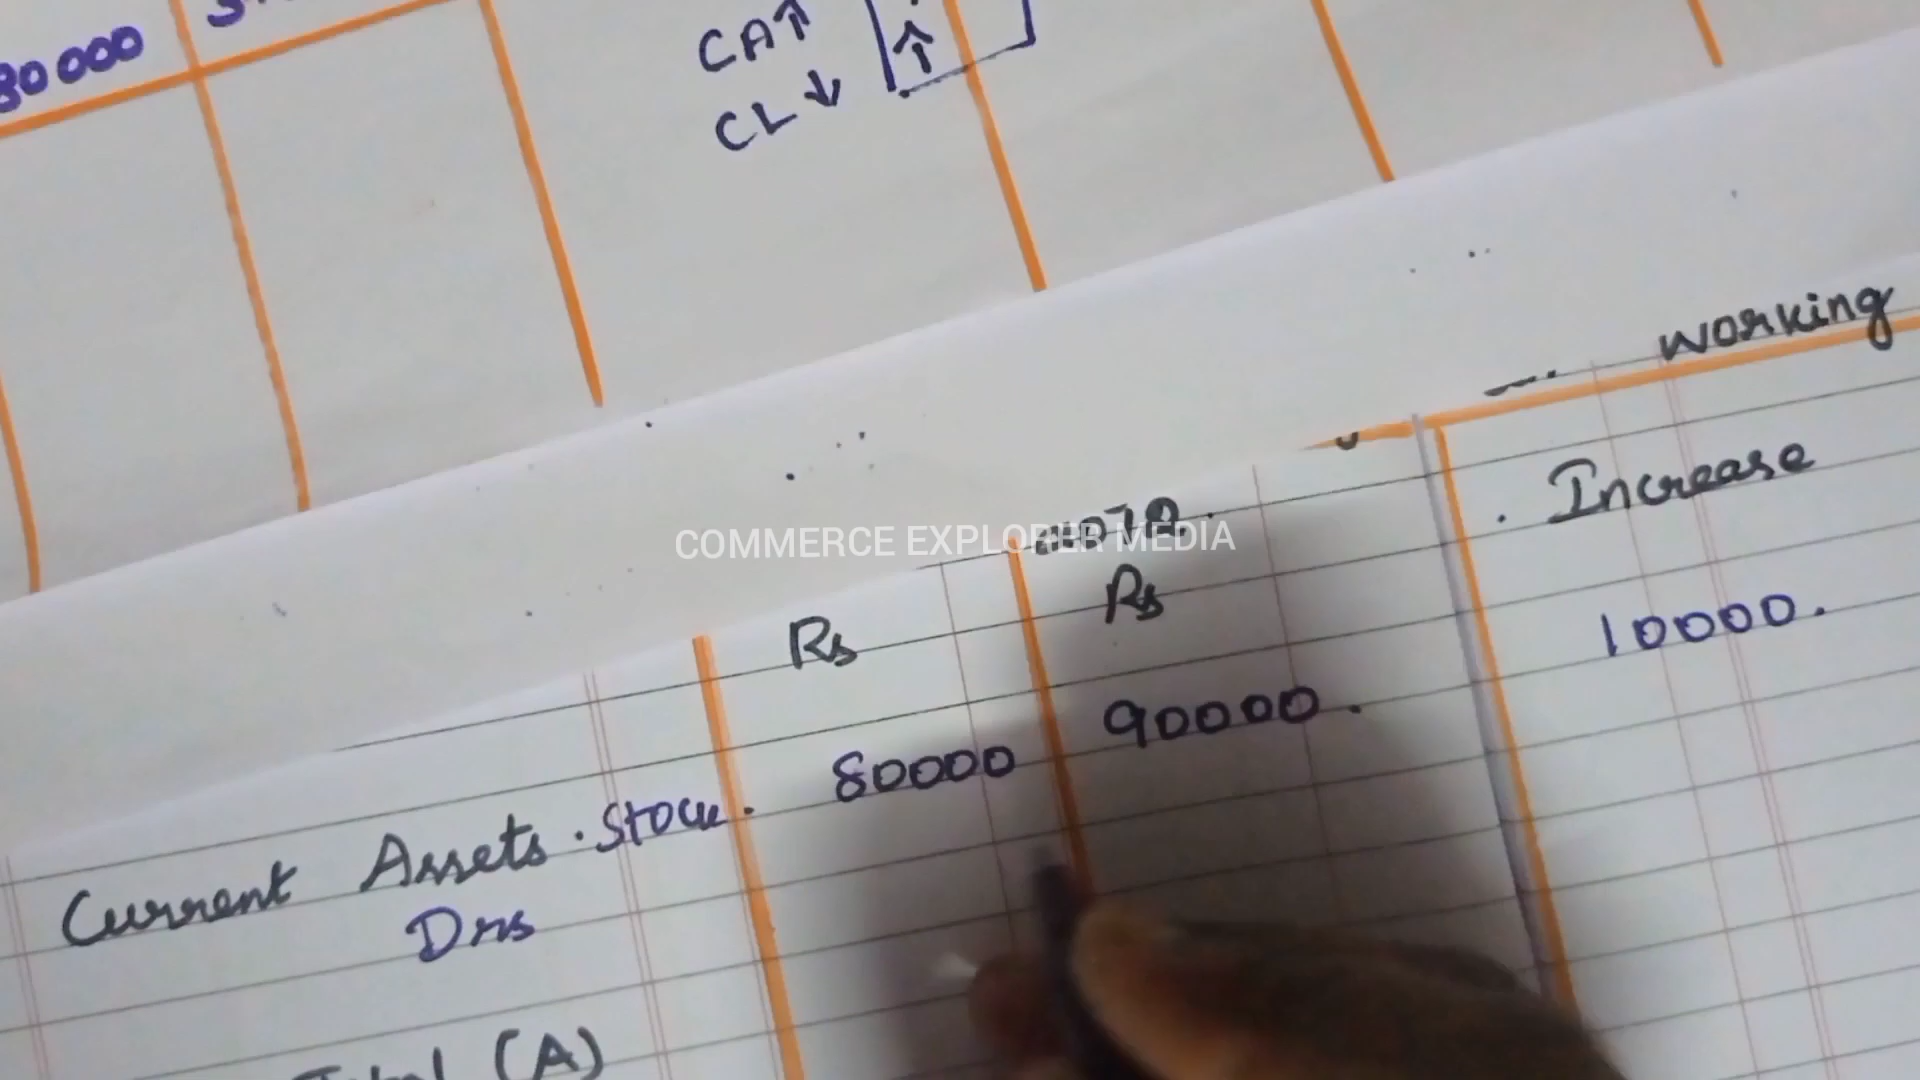 80000
CA↑
CL↓ ↑
working
Increase
COMMERCE EXPLORER MEDIA
Rs Rs
10000.
Current Assets. Stock. 80000 90000.
Drs
(A)